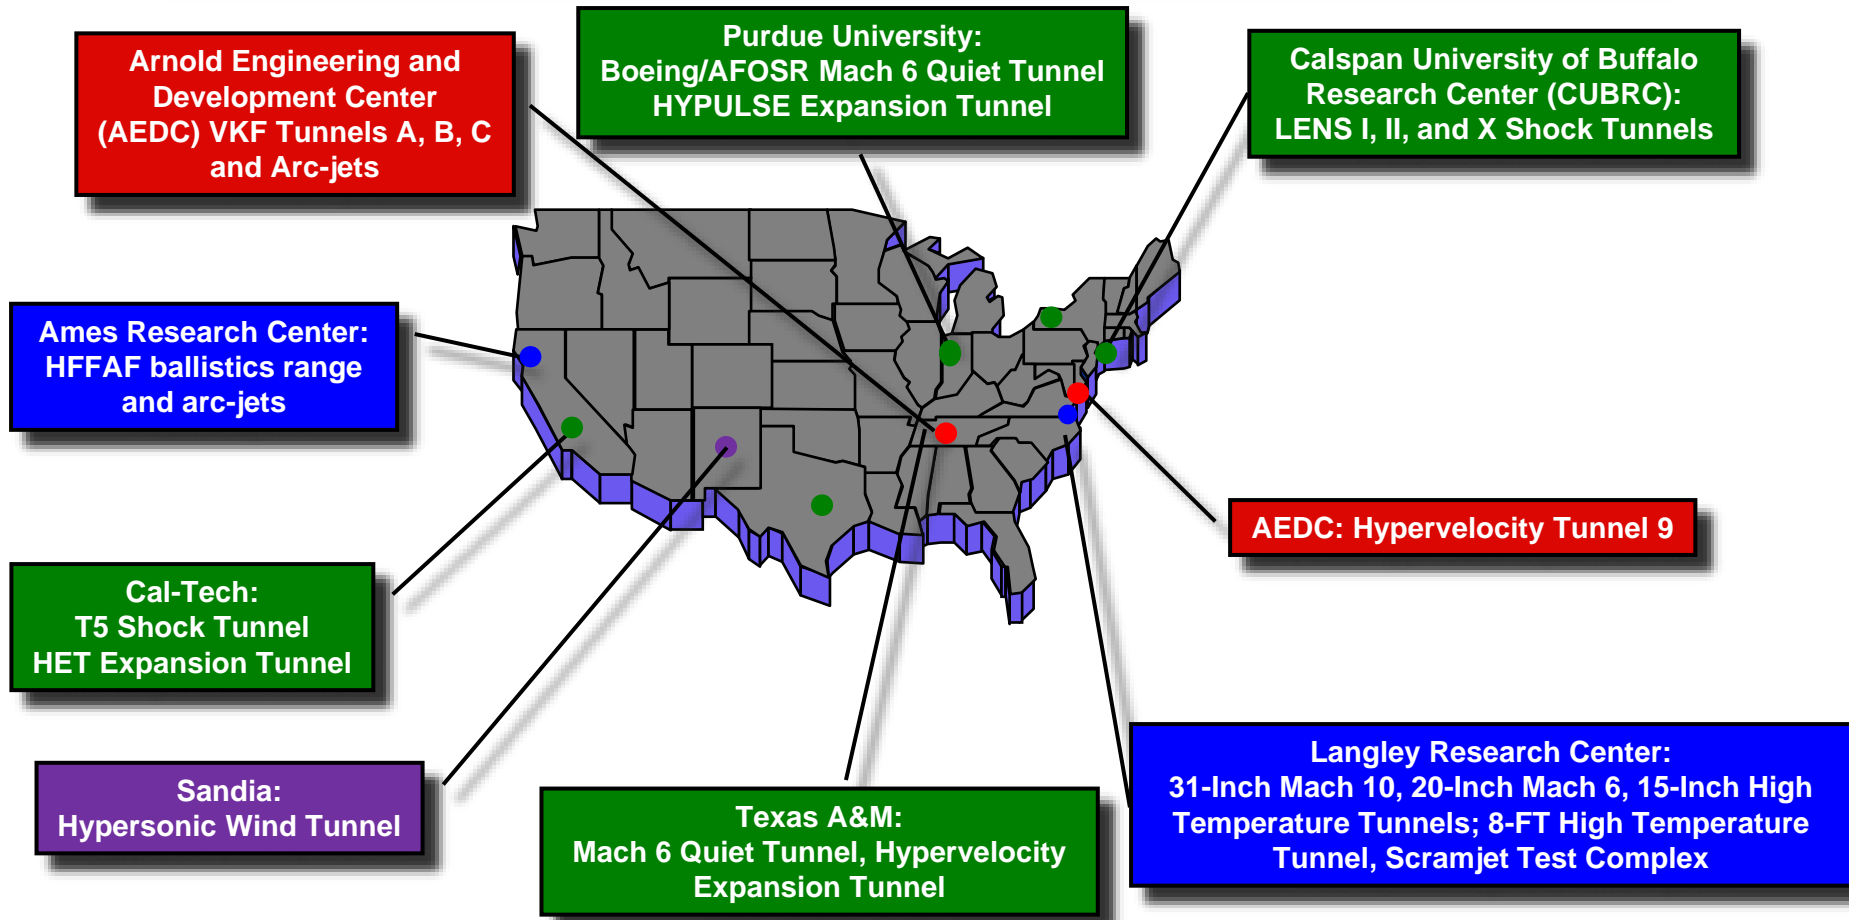 Arnold Engineering and
Development Center
(AEDC) VKF Tunnels A, B, C
and Arc-jets
Purdue University:
Boeing/AFOSR Mach 6 Quiet Tunnel
HYPULSE Expansion Tunnel
Calspan University of Buffalo
Research Center (CUBRC):
LENS I, II, and X Shock Tunnels
Ames Research Center:
HFFAF ballistics range
and arc-jets
AEDC: Hypervelocity Tunnel 9
Cal-Tech:
T5 Shock Tunnel
HET Expansion Tunnel
Sandia:
Hypersonic Wind Tunnel
Texas A&M:
Mach 6 Quiet Tunnel, Hypervelocity
Expansion Tunnel
Langley Research Center:
31-Inch Mach 10, 20-Inch Mach 6, 15-Inch High
Temperature Tunnels; 8-FT High Temperature
Tunnel, Scramjet Test Complex